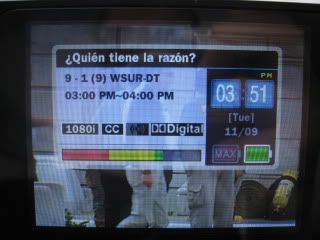 ¿Quién tiene la razón?
9 - 1 (9) WSUR-DT
03:00 PM~04:00 PM
PM
03:51
[Tue]
11/09
1080i CC Digital
MAX